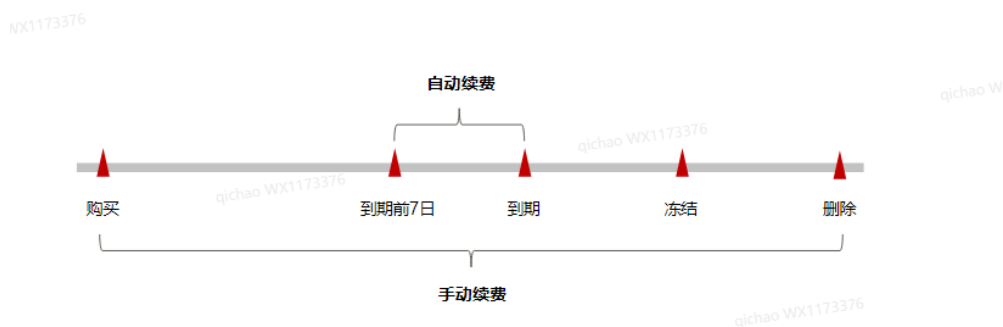 WX1173376
自动续费
qichao W
qichao WX1173376
qichao WX1173376
购买
到期前7日
到期
冻结
删除
手动续费
qichao WX1173376